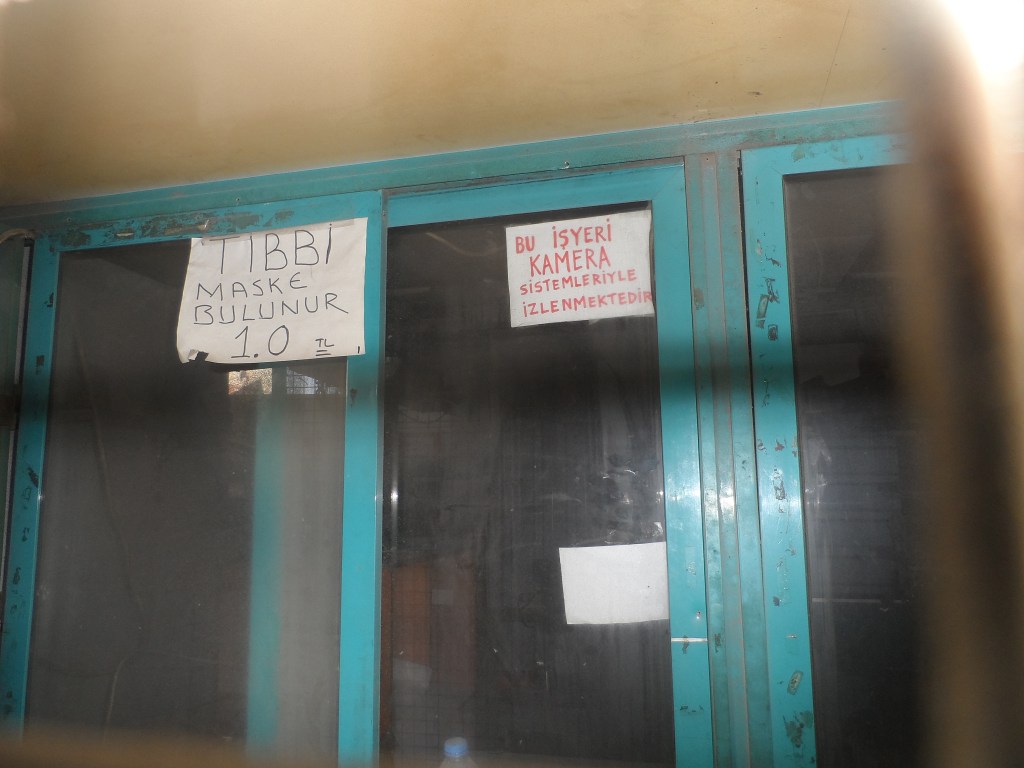 TIBBİ
MASKE
BULUNUR
1.0 TL
BU İŞYERİ
KAMERA
SİSTEMLERİYLE
İZLENMEKTEDİR